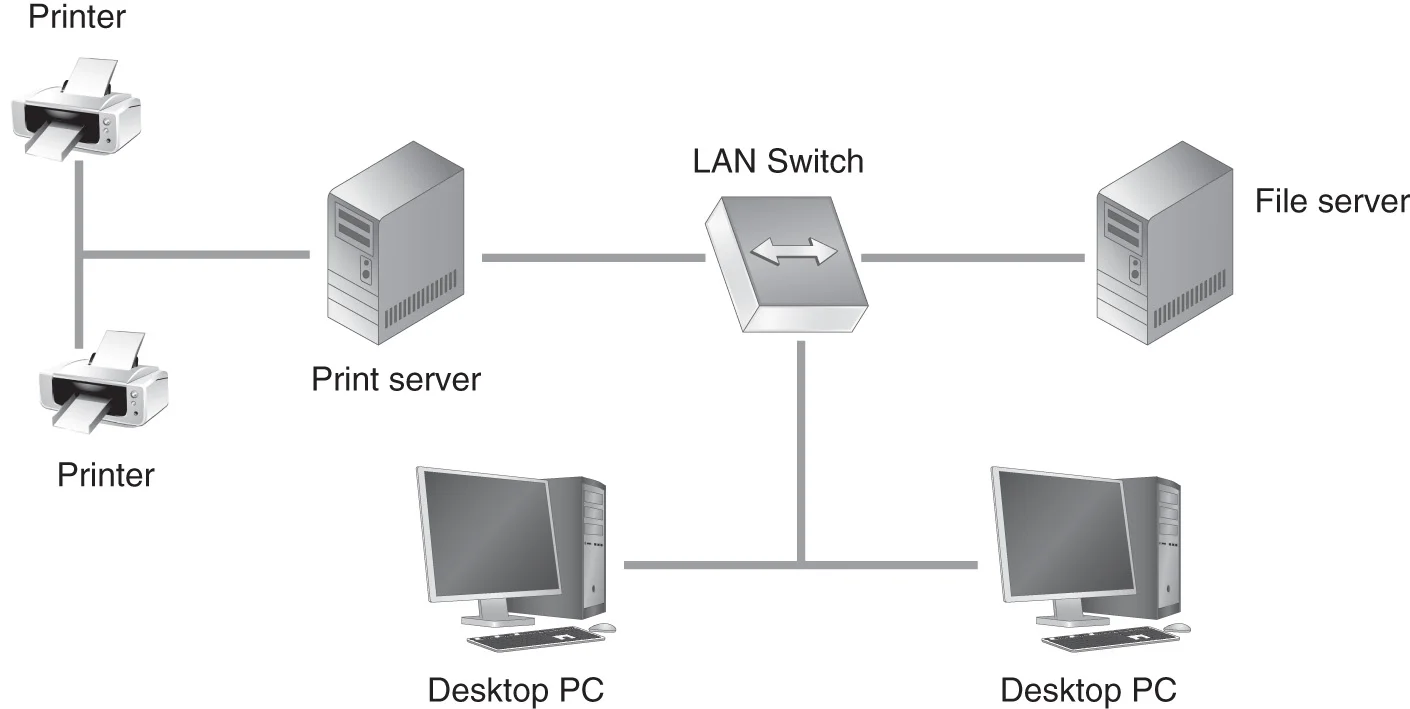 Printer
LAN Switch
File server
Print server
Printer
Desktop PC
Desktop PC